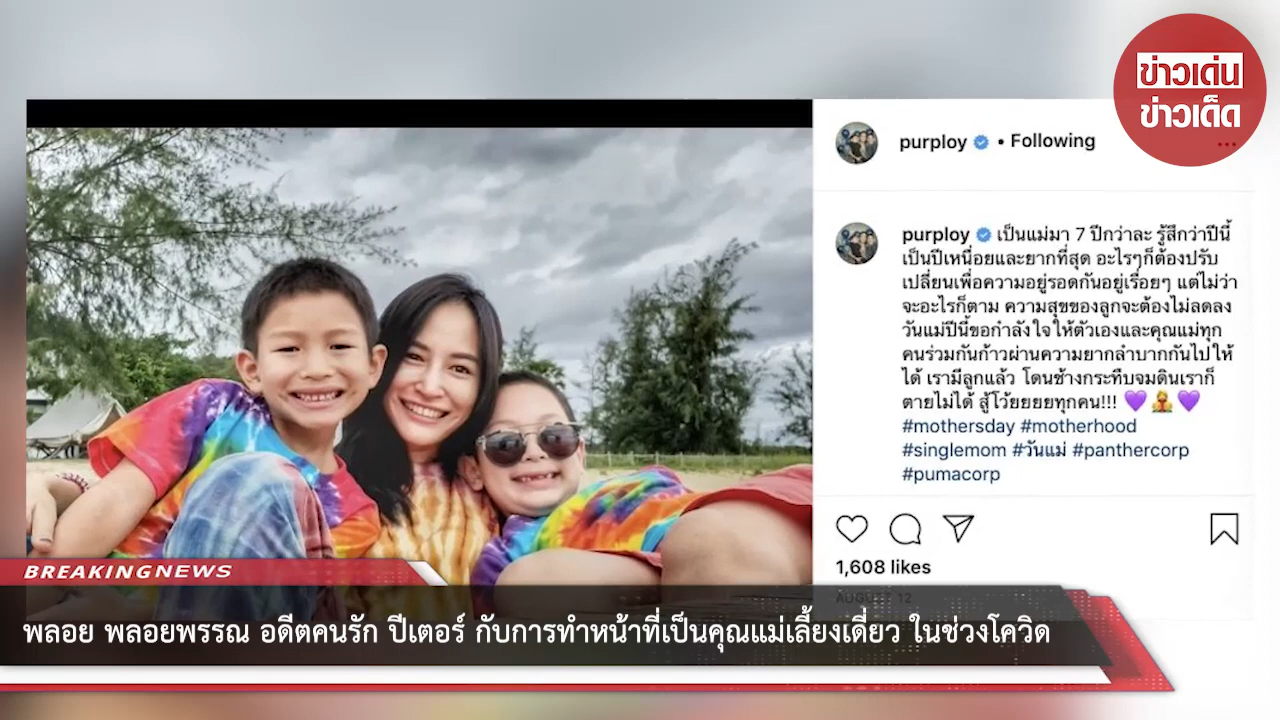 ข่าวเด่น
ข่าวเด็ด
purploy • Following
purploy เป็นแม่มา 7 ปีกว่าละ รู้สึกว่าปีนี้
เป็นปีเหนื่อยและยากที่สุด อะไรๆก็ต้องปรับ
เปลี่ยนเพื่อความอยู่รอดกันอยู่เรื่อยๆ แต่ไม่ว่า
จะอะไรก็ตาม ความสุขของลูกจะต้องไม่ลดลง
วันแม่ปีนี้ขอกำลังใจ ให้ตัวเองและคุณแม่ทุก
คนร่วมกันก้าวผ่านความยากลำบากกันไป ให้
ได้ เรามีลูกแล้ว โดนช้างกระทืบจมดินเราก็
ตายไม่ได้ สู้โว้ยยยยทุกคน!!! 💜🤱💜
#mothersday #motherhood
#singlemom #วันแม่ #panthercorp
#pumacorp
1,608 likes
AUGUST 12
BREAKINGNEWS
พลอย พลอยพรรณ อดีตคนรัก ปีเตอร์ กับการทำหน้าที่เป็นคุณแม่เลี้ยงเดี่ยว ในช่วงโควิด